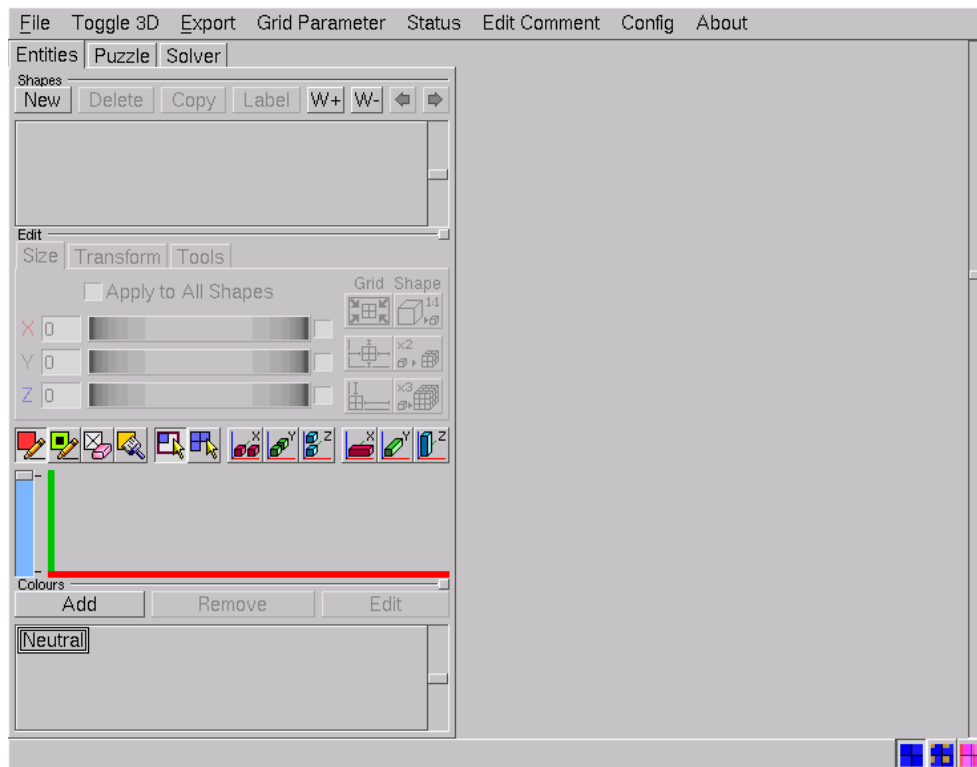 File Toggle 3D Export Grid Parameter Status Edit Comment Config About
Entities Puzzle Solver
Shapes
New Delete Copy Label W+ W-
Edit
Size Transform Tools
Apply to All Shapes Grid Shape
1:1
X 0
x2
Y 0
x3
Z 0
X Y Z X Y Z
Colours
Add Remove Edit
Neutral